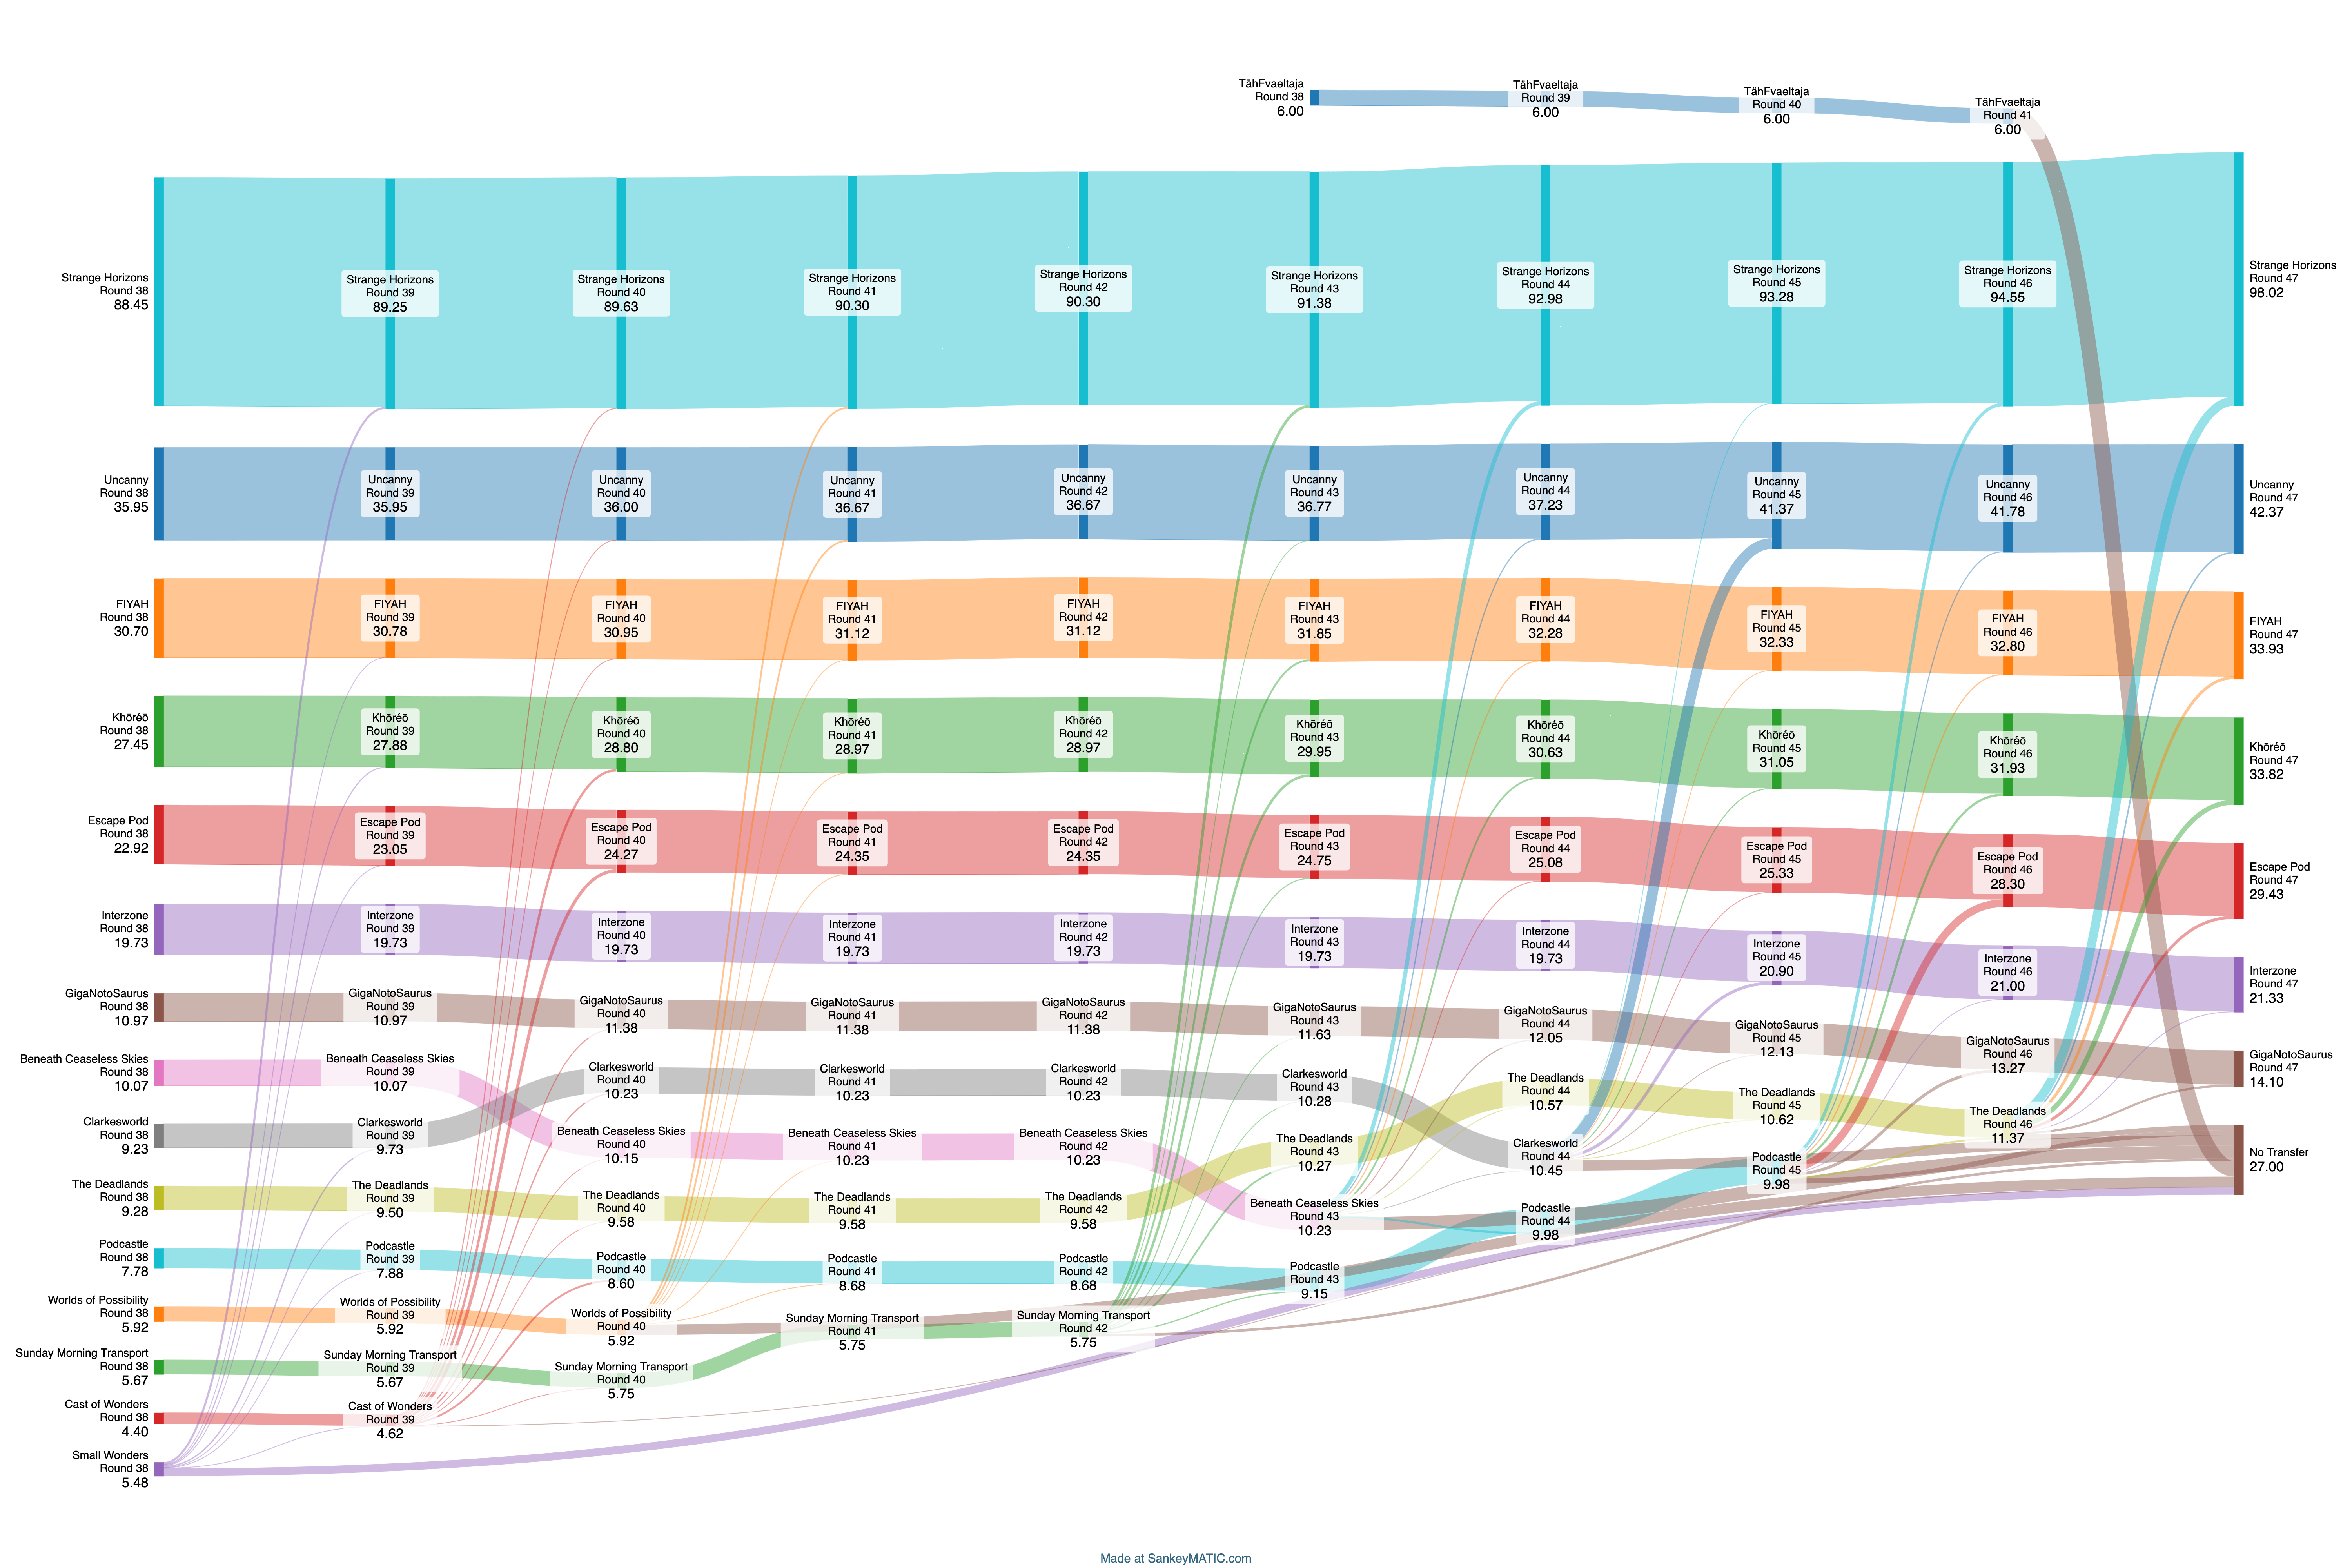 TähFvaeltaja
Round 38
6.00
TähFvaeltaja
Round 39
6.00
TähFvaeltaja
Round 40
6.00
TähFvaeltaja
Round 41
6.00
Strange Horizons
Round 38
88.45
Strange Horizons
Round 39
89.25
Strange Horizons
Round 40
89.63
Strange Horizons
Round 41
90.30
Strange Horizons
Round 42
90.30
Strange Horizons
Round 43
91.38
Strange Horizons
Round 44
92.98
Strange Horizons
Round 45
93.28
Strange Horizons
Round 46
94.55
Strange Horizons
Round 47
98.02
Uncanny
Round 38
35.95
Uncanny
Round 39
35.95
Uncanny
Round 40
36.00
Uncanny
Round 41
36.67
Uncanny
Round 42
36.67
Uncanny
Round 43
36.77
Uncanny
Round 44
37.23
Uncanny
Round 45
41.37
Uncanny
Round 46
41.78
Uncanny
Round 47
42.37
FIYAH
Round 38
30.70
FIYAH
Round 39
30.78
FIYAH
Round 40
30.95
FIYAH
Round 41
31.12
FIYAH
Round 42
31.12
FIYAH
Round 43
31.85
FIYAH
Round 44
32.28
FIYAH
Round 45
32.33
FIYAH
Round 46
32.80
FIYAH
Round 47
33.93
Khōréō
Round 38
27.45
Khōréō
Round 39
27.88
Khōréō
Round 40
28.80
Khōréō
Round 41
28.97
Khōréō
Round 42
28.97
Khōréō
Round 43
29.95
Khōréō
Round 44
30.63
Khōréō
Round 45
31.05
Khōréō
Round 46
31.93
Khōréō
Round 47
33.82
Escape Pod
Round 38
22.92
Escape Pod
Round 39
23.05
Escape Pod
Round 40
24.27
Escape Pod
Round 41
24.35
Escape Pod
Round 42
24.35
Escape Pod
Round 43
24.75
Escape Pod
Round 44
25.08
Escape Pod
Round 45
25.33
Escape Pod
Round 46
28.30
Escape Pod
Round 47
29.43
Interzone
Round 38
19.73
Interzone
Round 39
19.73
Interzone
Round 40
19.73
Interzone
Round 41
19.73
Interzone
Round 42
19.73
Interzone
Round 43
19.73
Interzone
Round 44
19.73
Interzone
Round 45
20.90
Interzone
Round 46
21.00
Interzone
Round 47
21.33
GigaNotoSaurus
Round 38
10.97
GigaNotoSaurus
Round 39
10.97
GigaNotoSaurus
Round 40
11.38
GigaNotoSaurus
Round 41
11.38
GigaNotoSaurus
Round 42
11.38
GigaNotoSaurus
Round 43
11.63
GigaNotoSaurus
Round 44
12.05
GigaNotoSaurus
Round 45
12.13
GigaNotoSaurus
Round 46
13.27
GigaNotoSaurus
Round 47
14.10
Beneath Ceaseless Skies
Round 38
10.07
Beneath Ceaseless Skies
Round 39
10.07
Clarkesworld
Round 40
10.23
Clarkesworld
Round 41
10.23
Clarkesworld
Round 42
10.23
Clarkesworld
Round 43
10.28
The Deadlands
Round 44
10.57
The Deadlands
Round 45
10.62
The Deadlands
Round 46
11.37
No Transfer
27.00
Clarkesworld
Round 38
9.23
Clarkesworld
Round 39
9.73
Beneath Ceaseless Skies
Round 40
10.15
Beneath Ceaseless Skies
Round 41
10.23
Beneath Ceaseless Skies
Round 42
10.23
The Deadlands
Round 43
10.27
Clarkesworld
Round 44
10.45
Podcastle
Round 45
9.98
The Deadlands
Round 38
9.28
The Deadlands
Round 39
9.50
The Deadlands
Round 40
9.58
The Deadlands
Round 41
9.58
The Deadlands
Round 42
9.58
Beneath Ceaseless Skies
Round 43
10.23
Podcastle
Round 44
9.98
Podcastle
Round 38
7.78
Podcastle
Round 39
7.88
Podcastle
Round 40
8.60
Podcastle
Round 41
8.68
Podcastle
Round 42
8.68
Podcastle
Round 43
9.15
Worlds of Possibility
Round 38
5.92
Worlds of Possibility
Round 39
5.92
Worlds of Possibility
Round 40
5.92
Sunday Morning Transport
Round 41
5.75
Sunday Morning Transport
Round 42
5.75
Sunday Morning Transport
Round 38
5.67
Sunday Morning Transport
Round 39
5.67
Sunday Morning Transport
Round 40
5.75
Cast of Wonders
Round 38
4.40
Cast of Wonders
Round 39
4.62
Small Wonders
Round 38
5.48
Made at SankeyMATIC.com